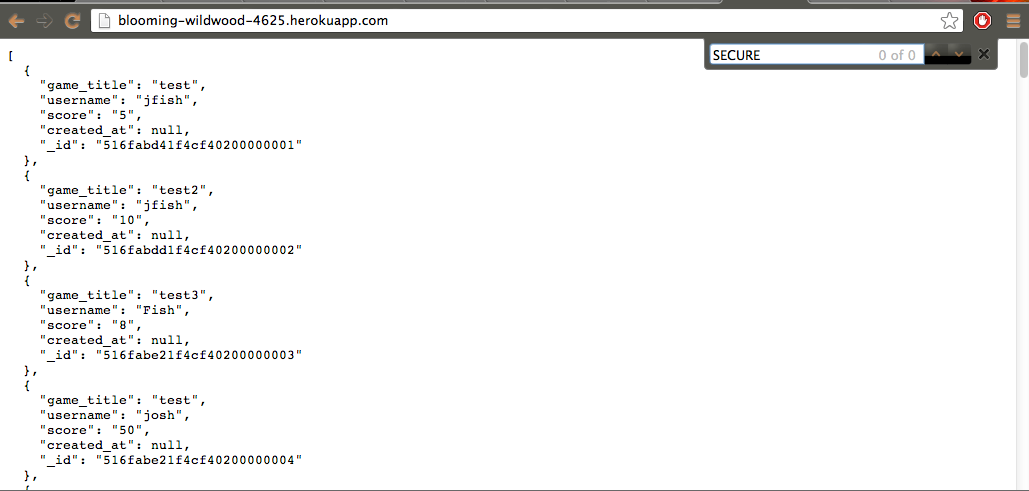 blooming-wildwood-4625.herokuapp.com
SECURE 0 of 0
[
{
"game_title": "test",
"username": "jfish",
"score": "5",
"created_at": null,
"_id": "516fabd41f4cf40200000001"
},
{
"game_title": "test2",
"username": "jfish",
"score": "10",
"created_at": null,
"_id": "516fabdd1f4cf40200000002"
},
{
"game_title": "test3",
"username": "Fish",
"score": "8",
"created_at": null,
"_id": "516fabe21f4cf40200000003"
},
{
"game_title": "test",
"username": "josh",
"score": "50",
"created_at": null,
"_id": "516fabe21f4cf40200000004"
},
{